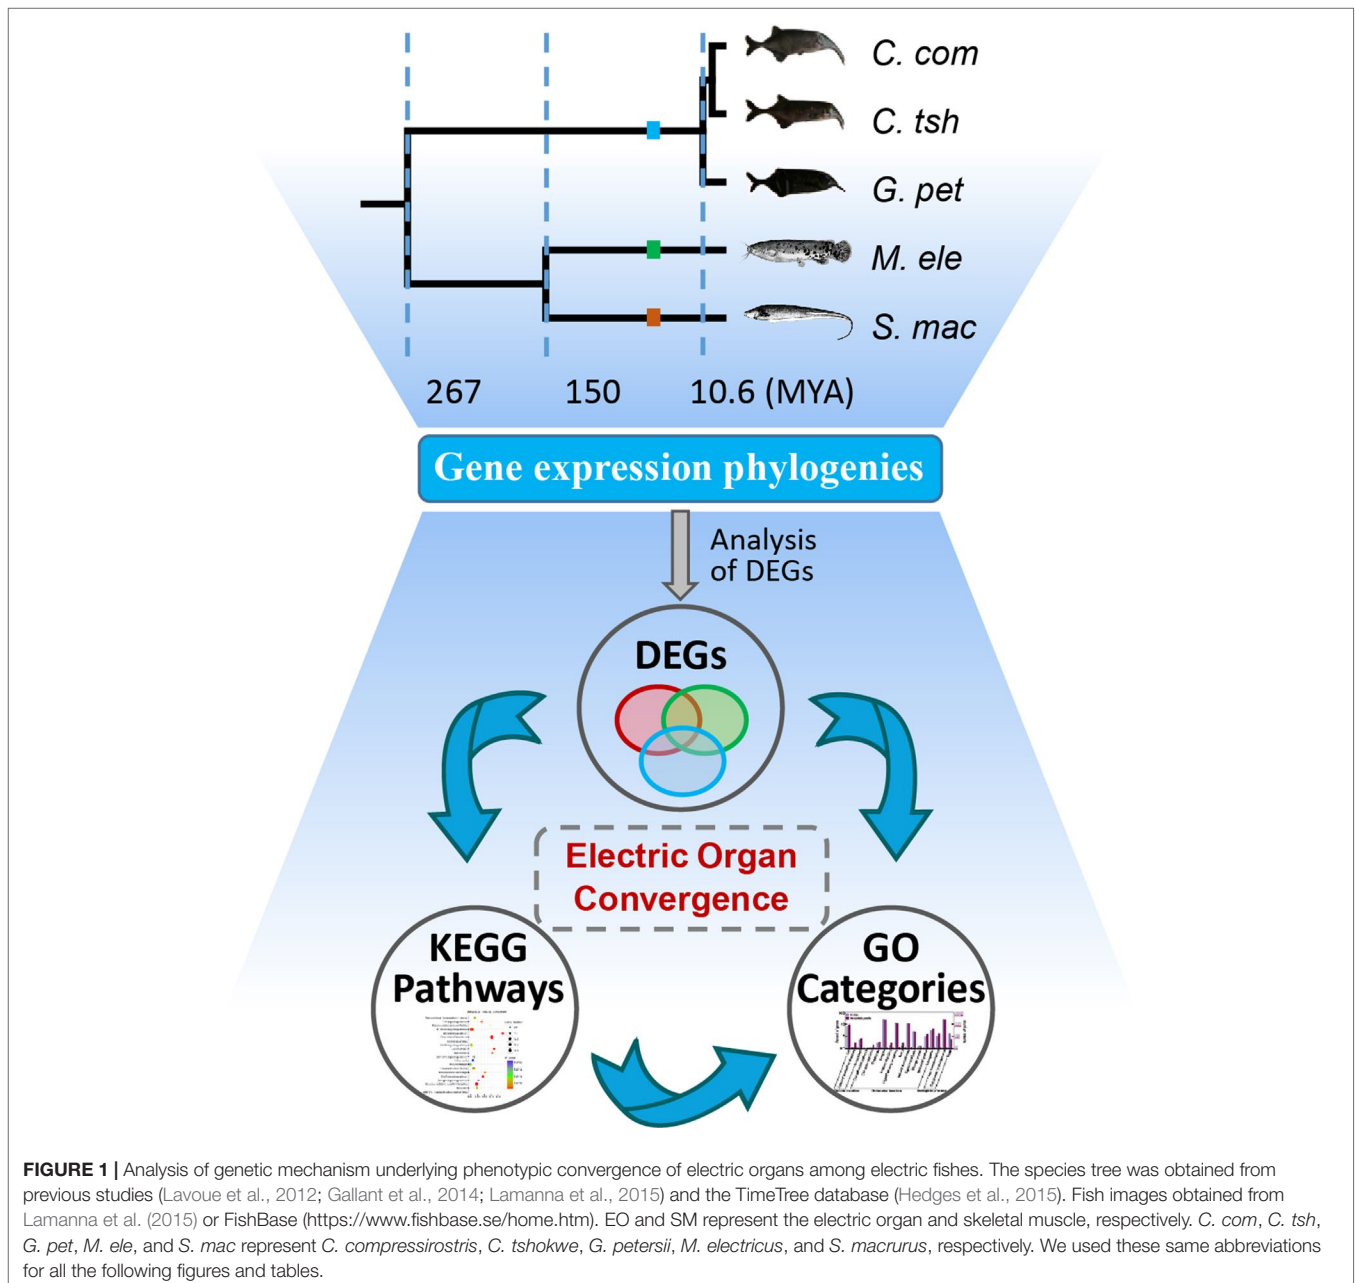 C. com
C. tsh
G. pet
M. ele
S. mac
267 150 10.6 (MYA)
Gene expression phylogenies
Analysis
of DEGs
DEGs
Electric Organ
Convergence
KEGG
Pathways
GO
Categories
FIGURE 1 | Analysis of genetic mechanism underlying phenotypic convergence of electric organs among electric fishes. The species tree was obtained from
previous studies (Lavoue et al., 2012; Gallant et al., 2014; Lamanna et al., 2015) and the TimeTree database (Hedges et al., 2015). Fish images obtained from
Lamanna et al. (2015) or FishBase (https://www.fishbase.se/home.htm). EO and SM represent the electric organ and skeletal muscle, respectively. C. com, C. tsh,
G. pet, M. ele, and S. mac represent C. compressirostris, C. tshokwe, G. petersii, M. electricus, and S. macrurus, respectively. We used these same abbreviations
for all the following figures and tables.